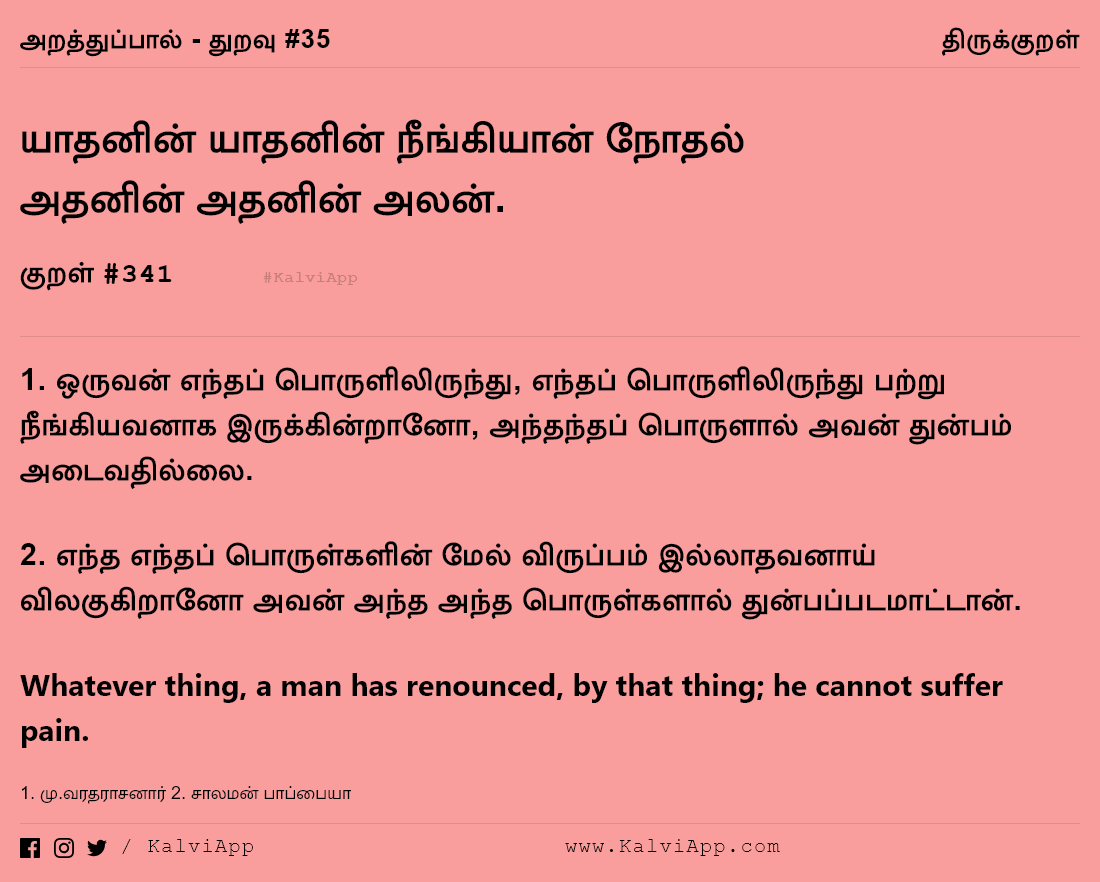 அறத்துப்பால் - துறவு #35
திருக்குறள்
யாதனின் யாதனின் நீங்கியான் நோதல்
அதனின் அதனின் அலன்.
குறள் #341
#KalviApp
1. ஒருவன் எந்தப் பொருளிலிருந்து, எந்தப் பொருளிலிருந்து பற்று
நீங்கியவனாக இருக்கின்றானோ, அந்தந்தப் பொருளால் அவன் துன்பம்
அடைவதில்லை.
2. எந்த எந்தப் பொருள்களின் மேல் விருப்பம் இல்லாதவனாய்
விலகுகிறானோ அவன் அந்த அந்த பொருள்களால் துன்பப்படமாட்டான்.
Whatever thing, a man has renounced, by that thing; he cannot suffer
pain.
1. மு.வரதராசனார் 2. சாலமன் பாப்பையா
/ KalviApp
www.KalviApp.com